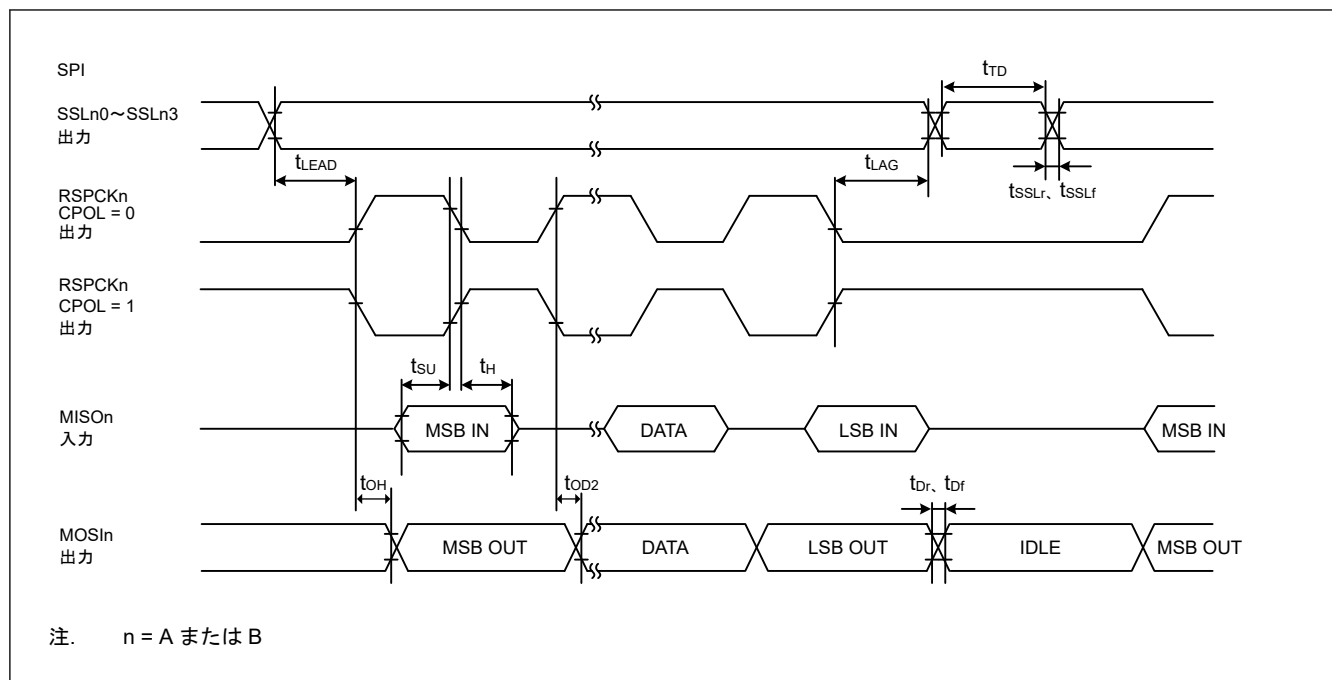 SPI
tTD
SSLn0～SSLn3
出力
tLEAD
tLAG
tSSLr、tSSLf
RSPCKn
CPOL = 0
出力
RSPCKn
CPOL = 1
出力
tSU
tH
MISOn
入力
MSB IN
DATA
LSB IN
MSB IN
tOH
tOD2
tDr、tDf
MOSIn
出力
MSB OUT
DATA
LSB OUT
IDLE
MSB OUT
注. n = A または B